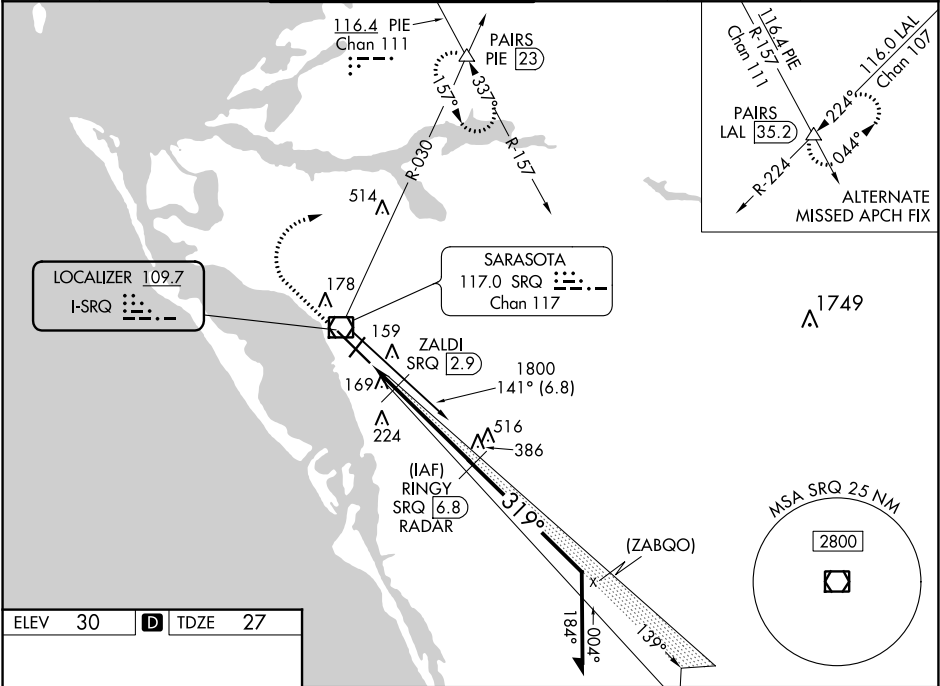 116.4 PIE
Chan 111
PAIRS
PIE 23
157°
337°
R-157
R-030
116.4 PIE
R-157
Chan 111
116.0 LAL
Chan 107
PAIRS
LAL 35.2
224°
044°
R-224
ALTERNATE
MISSED APCH FIX
514
LOCALIZER 109.7
I-SRQ
178
SARASOTA
117.0 SRQ
Chan 117
1749
159
ZALDI
SRQ 2.9
169
1800
141° (6.8)
224
516
386
(IAF)
RINGY
SRQ 6.8
RADAR
319°
(ZABQO)
X
184°
004°
139°
MSA SRQ 25 NM
2800
ELEV 30 D TDZE 27